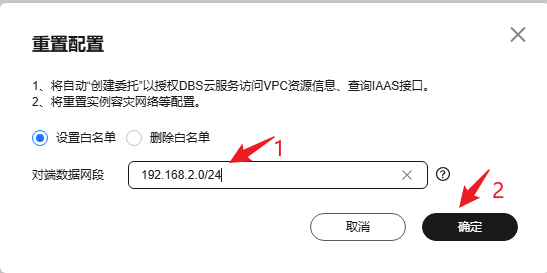 重置配置
1、将自动“创建委托”以授权DBS云服务访问VPC资源信息、查询IAAS接口。
2、将重置实例容灾网络等配置。
设置白名单 删除白名单
1
对端数据网段 192.168.2.0/24
2
取消 确定